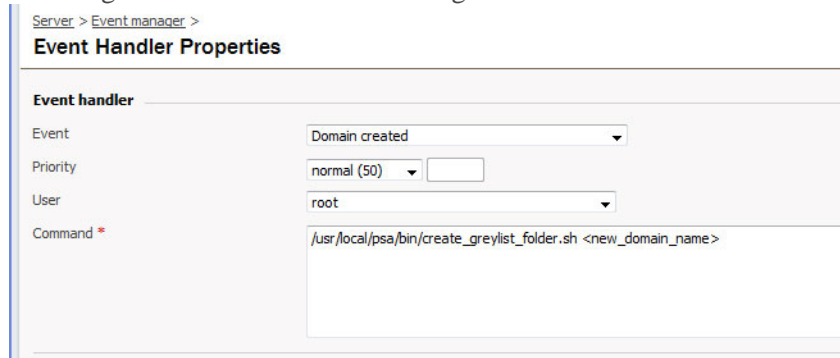 Server > Event manager >
Event Handler Properties
Event handler
Event Domain created
Priority normal (50)
User root
Command * /usr/local/psa/bin/create_greylist_folder.sh <new_domain_name>